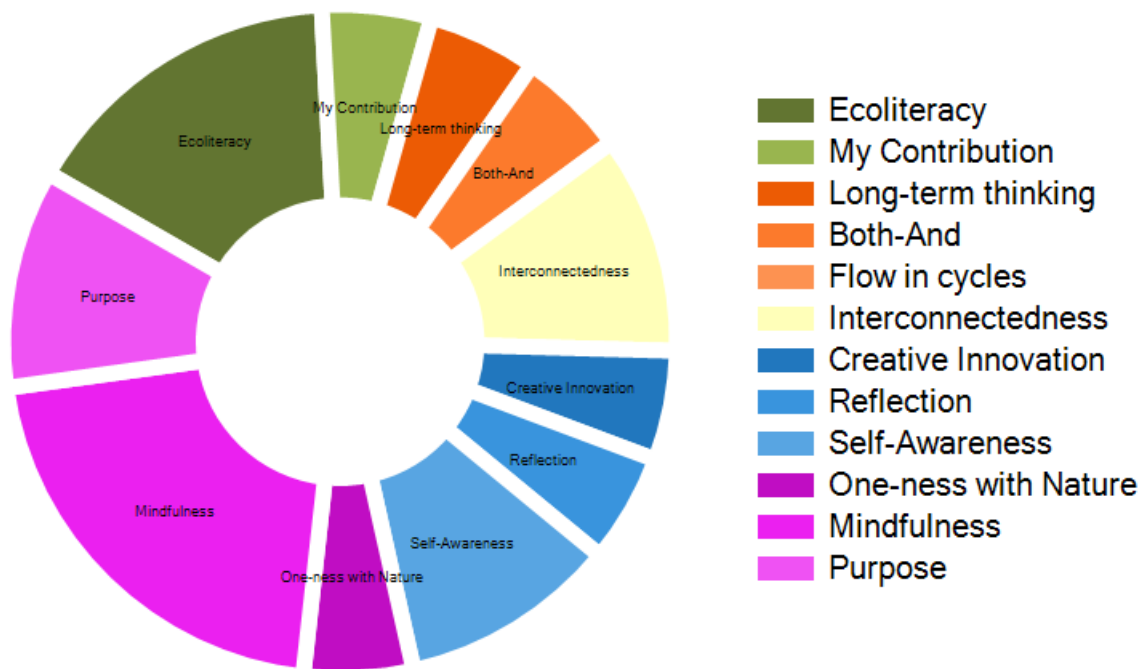 My Contribution
Long-term thinking
Ecoliteracy
Both-And
Interconnectedness
Purpose
Creative Innovation
Reflection
Mindfulness
Self-Awareness
One-ness with Nature
Ecoliteracy
My Contribution
Long-term thinking
Both-And
Flow in cycles
Interconnectedness
Creative Innovation
Reflection
Self-Awareness
One-ness with Nature
Mindfulness
Purpose